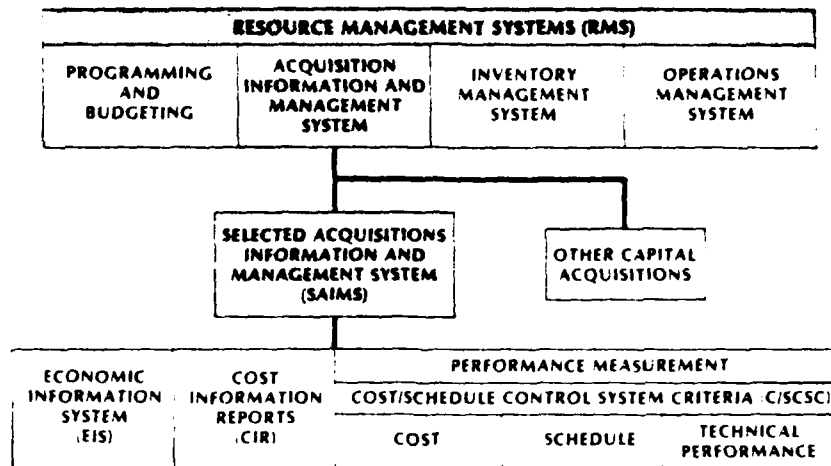 RESOURCE MANAGEMENT SYSTEMS (RMS)
PROGRAMMING
AND
BUDGETING
ACQUISITION
INFORMATION AND
MANAGEMENT
SYSTEM
INVENTORY
MANAGEMENT
SYSTEM
OPERATIONS
MANAGEMENT
SYSTEM
SELECTED ACQUISITIONS
INFORMATION AND
MANAGEMENT SYSTEM
(SAIMS)
OTHER CAPITAL
ACQUISITIONS
ECONOMIC
INFORMATION
SYSTEM
(EIS)
COST
INFORMATION
REPORTS
(CIR)
PERFORMANCE MEASUREMENT
COST/SCHEDULE CONTROL SYSTEM CRITERIA (C/SCSC)
COST
SCHEDULE
TECHNICAL
PERFORMANCE